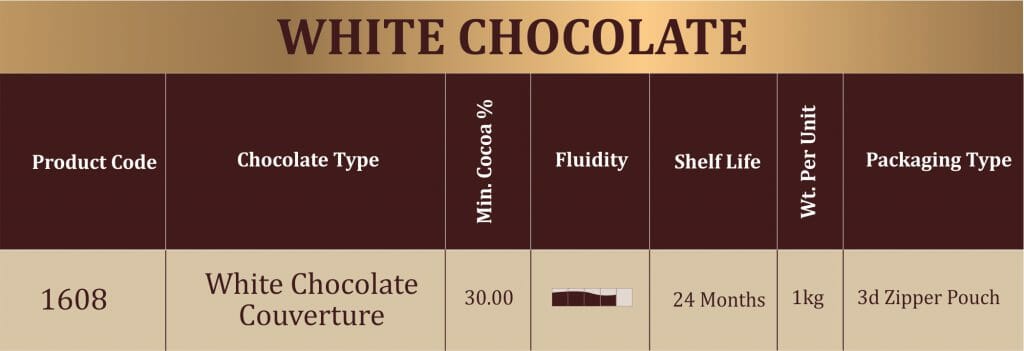 WHITE CHOCOLATE
Product Code
Chocolate Type
Min. Cocoa %
Fluidity
Shelf Life
Wt. Per Unit
Packaging Type
1608
White Chocolate
Couverture
30.00
24 Months
1kg
3d Zipper Pouch